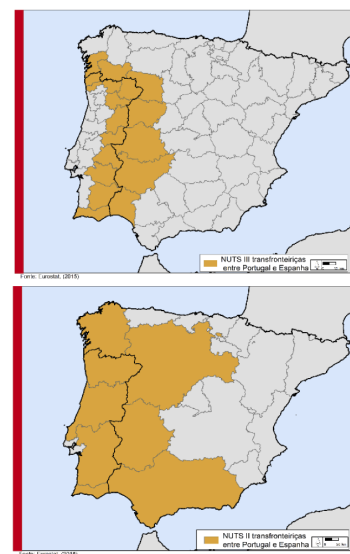 NUTS III transfronteiriças
entre Portugal e Espanha
Fonte. Eurostat. (2015)
NUTS II transfronteiriças
entre Portugal e Espanha